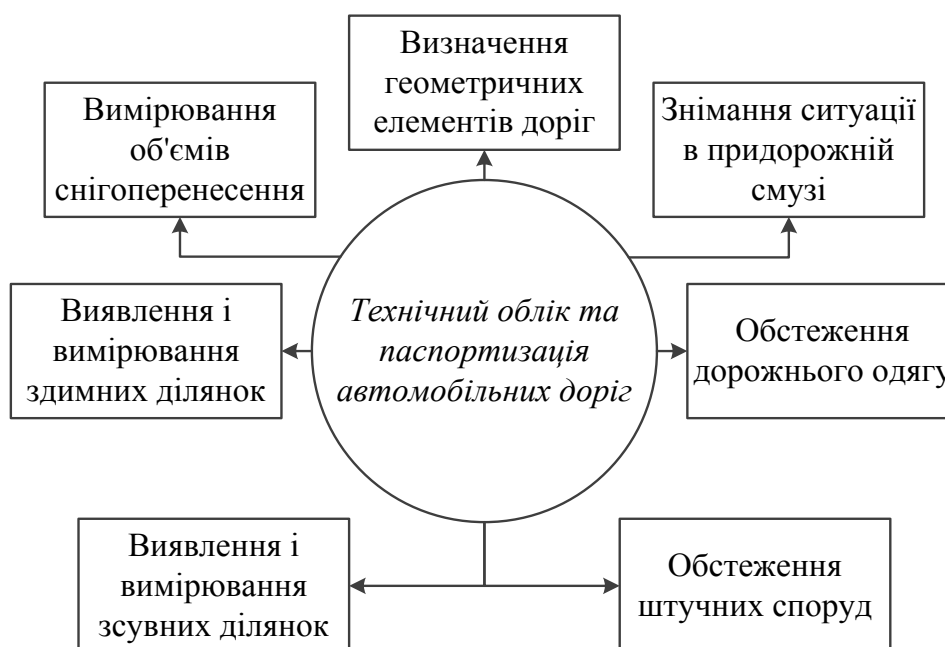 Визначення
геометричних
елементів доріг
Вимірювання
об'ємів
снігоперенесення
Знімання ситуації
в придорожній
смузі
Виявлення і
вимірювання
здимних ділянок
Технічний облік та
паспортизація
автомобільних доріг
Обстеження
дорожнього одягу
Виявлення і
вимірювання
зсувних ділянок
Обстеження
штучних споруд